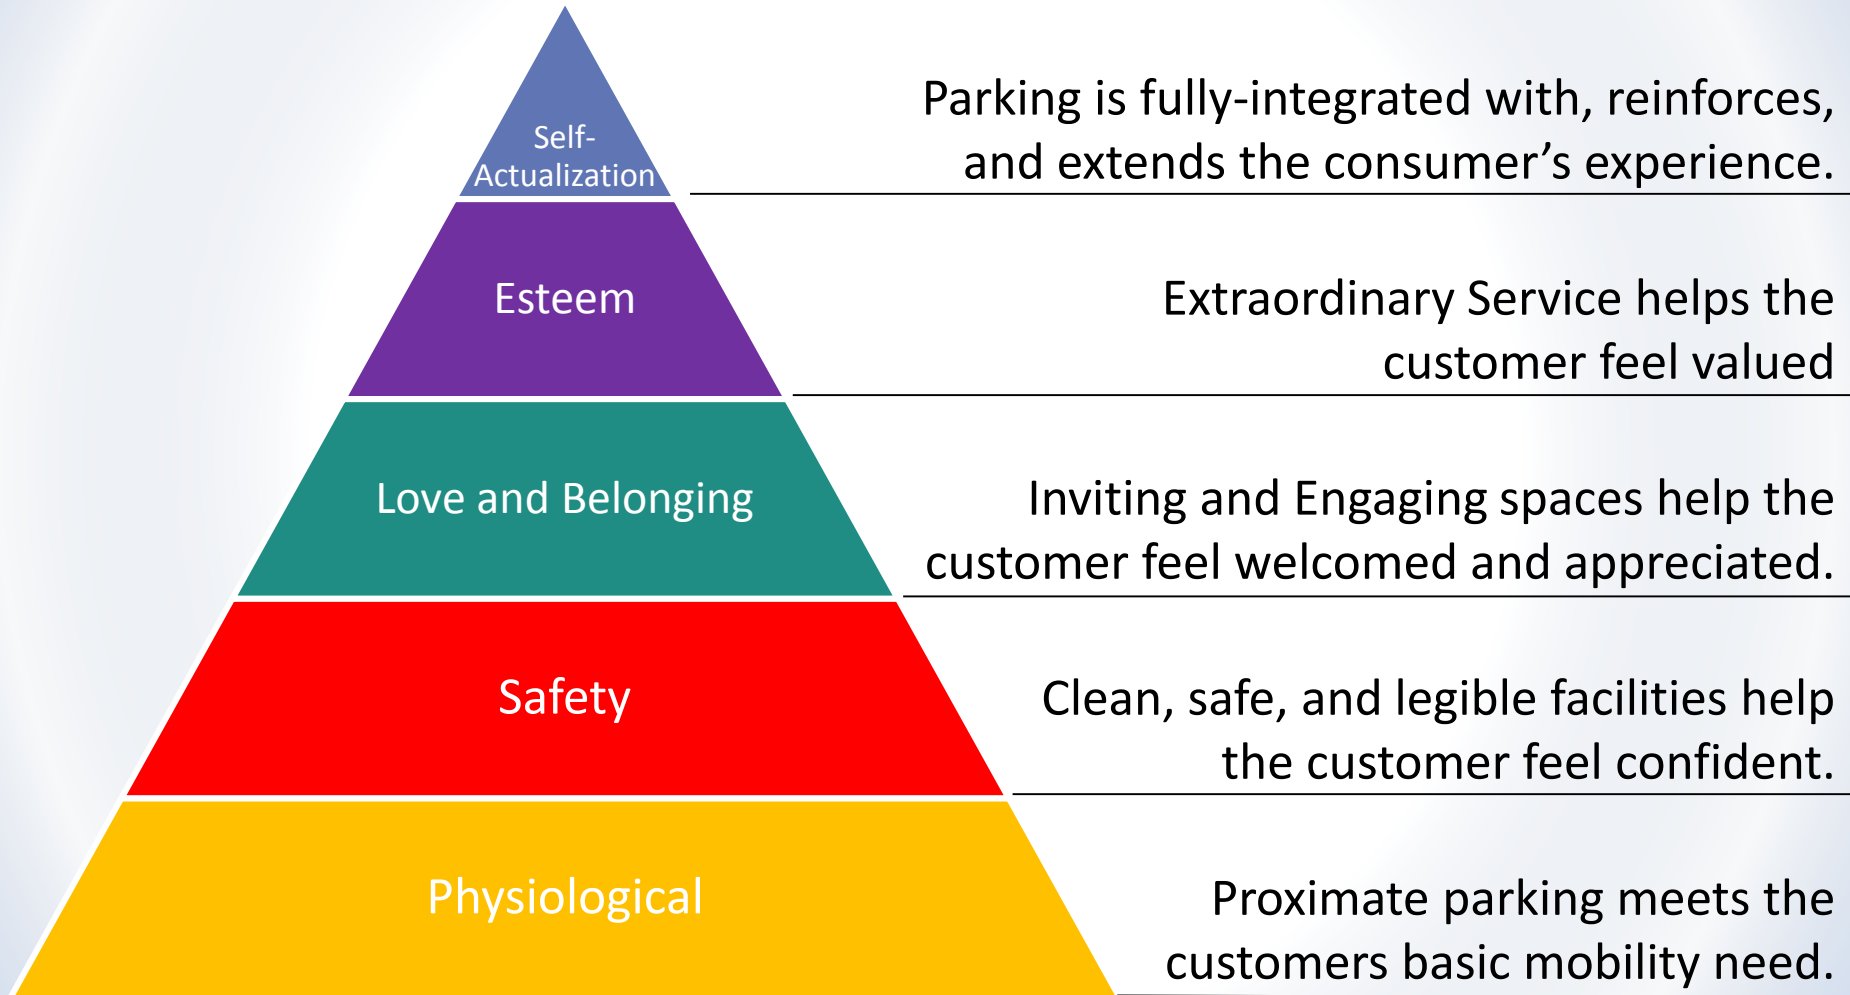 Self-
Actualization
Parking is fully-integrated with, reinforces,
and extends the consumer’s experience.
Esteem
Extraordinary Service helps the
customer feel valued
Love and Belonging
Inviting and Engaging spaces help the
customer feel welcomed and appreciated.
Safety
Clean, safe, and legible facilities help
the customer feel confident.
Physiological
Proximate parking meets the
customers basic mobility need.